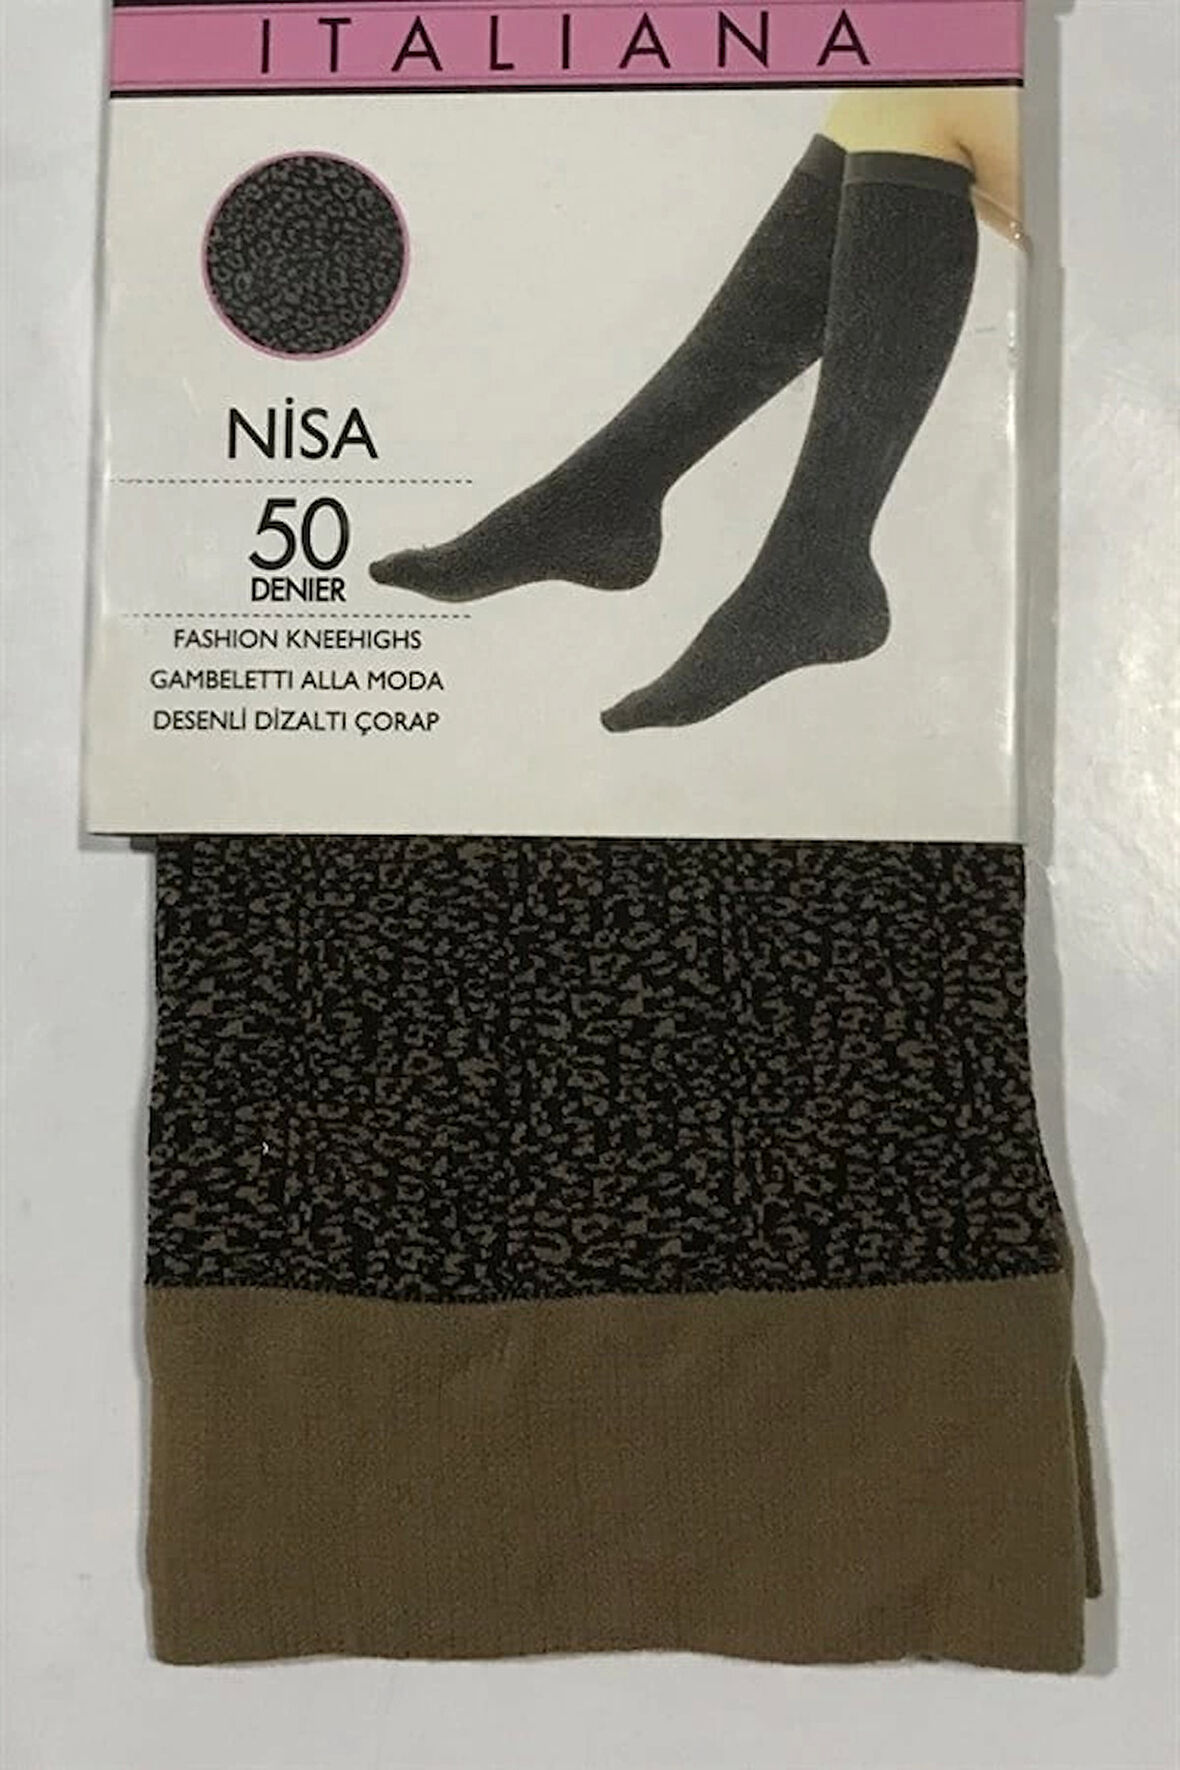 ITALIANA
NİSA
50
DENIER
FASHION KNEEHIGHS
GAMBELETTI ALLA MODA
DESENLİ DİZALTI ÇORAP